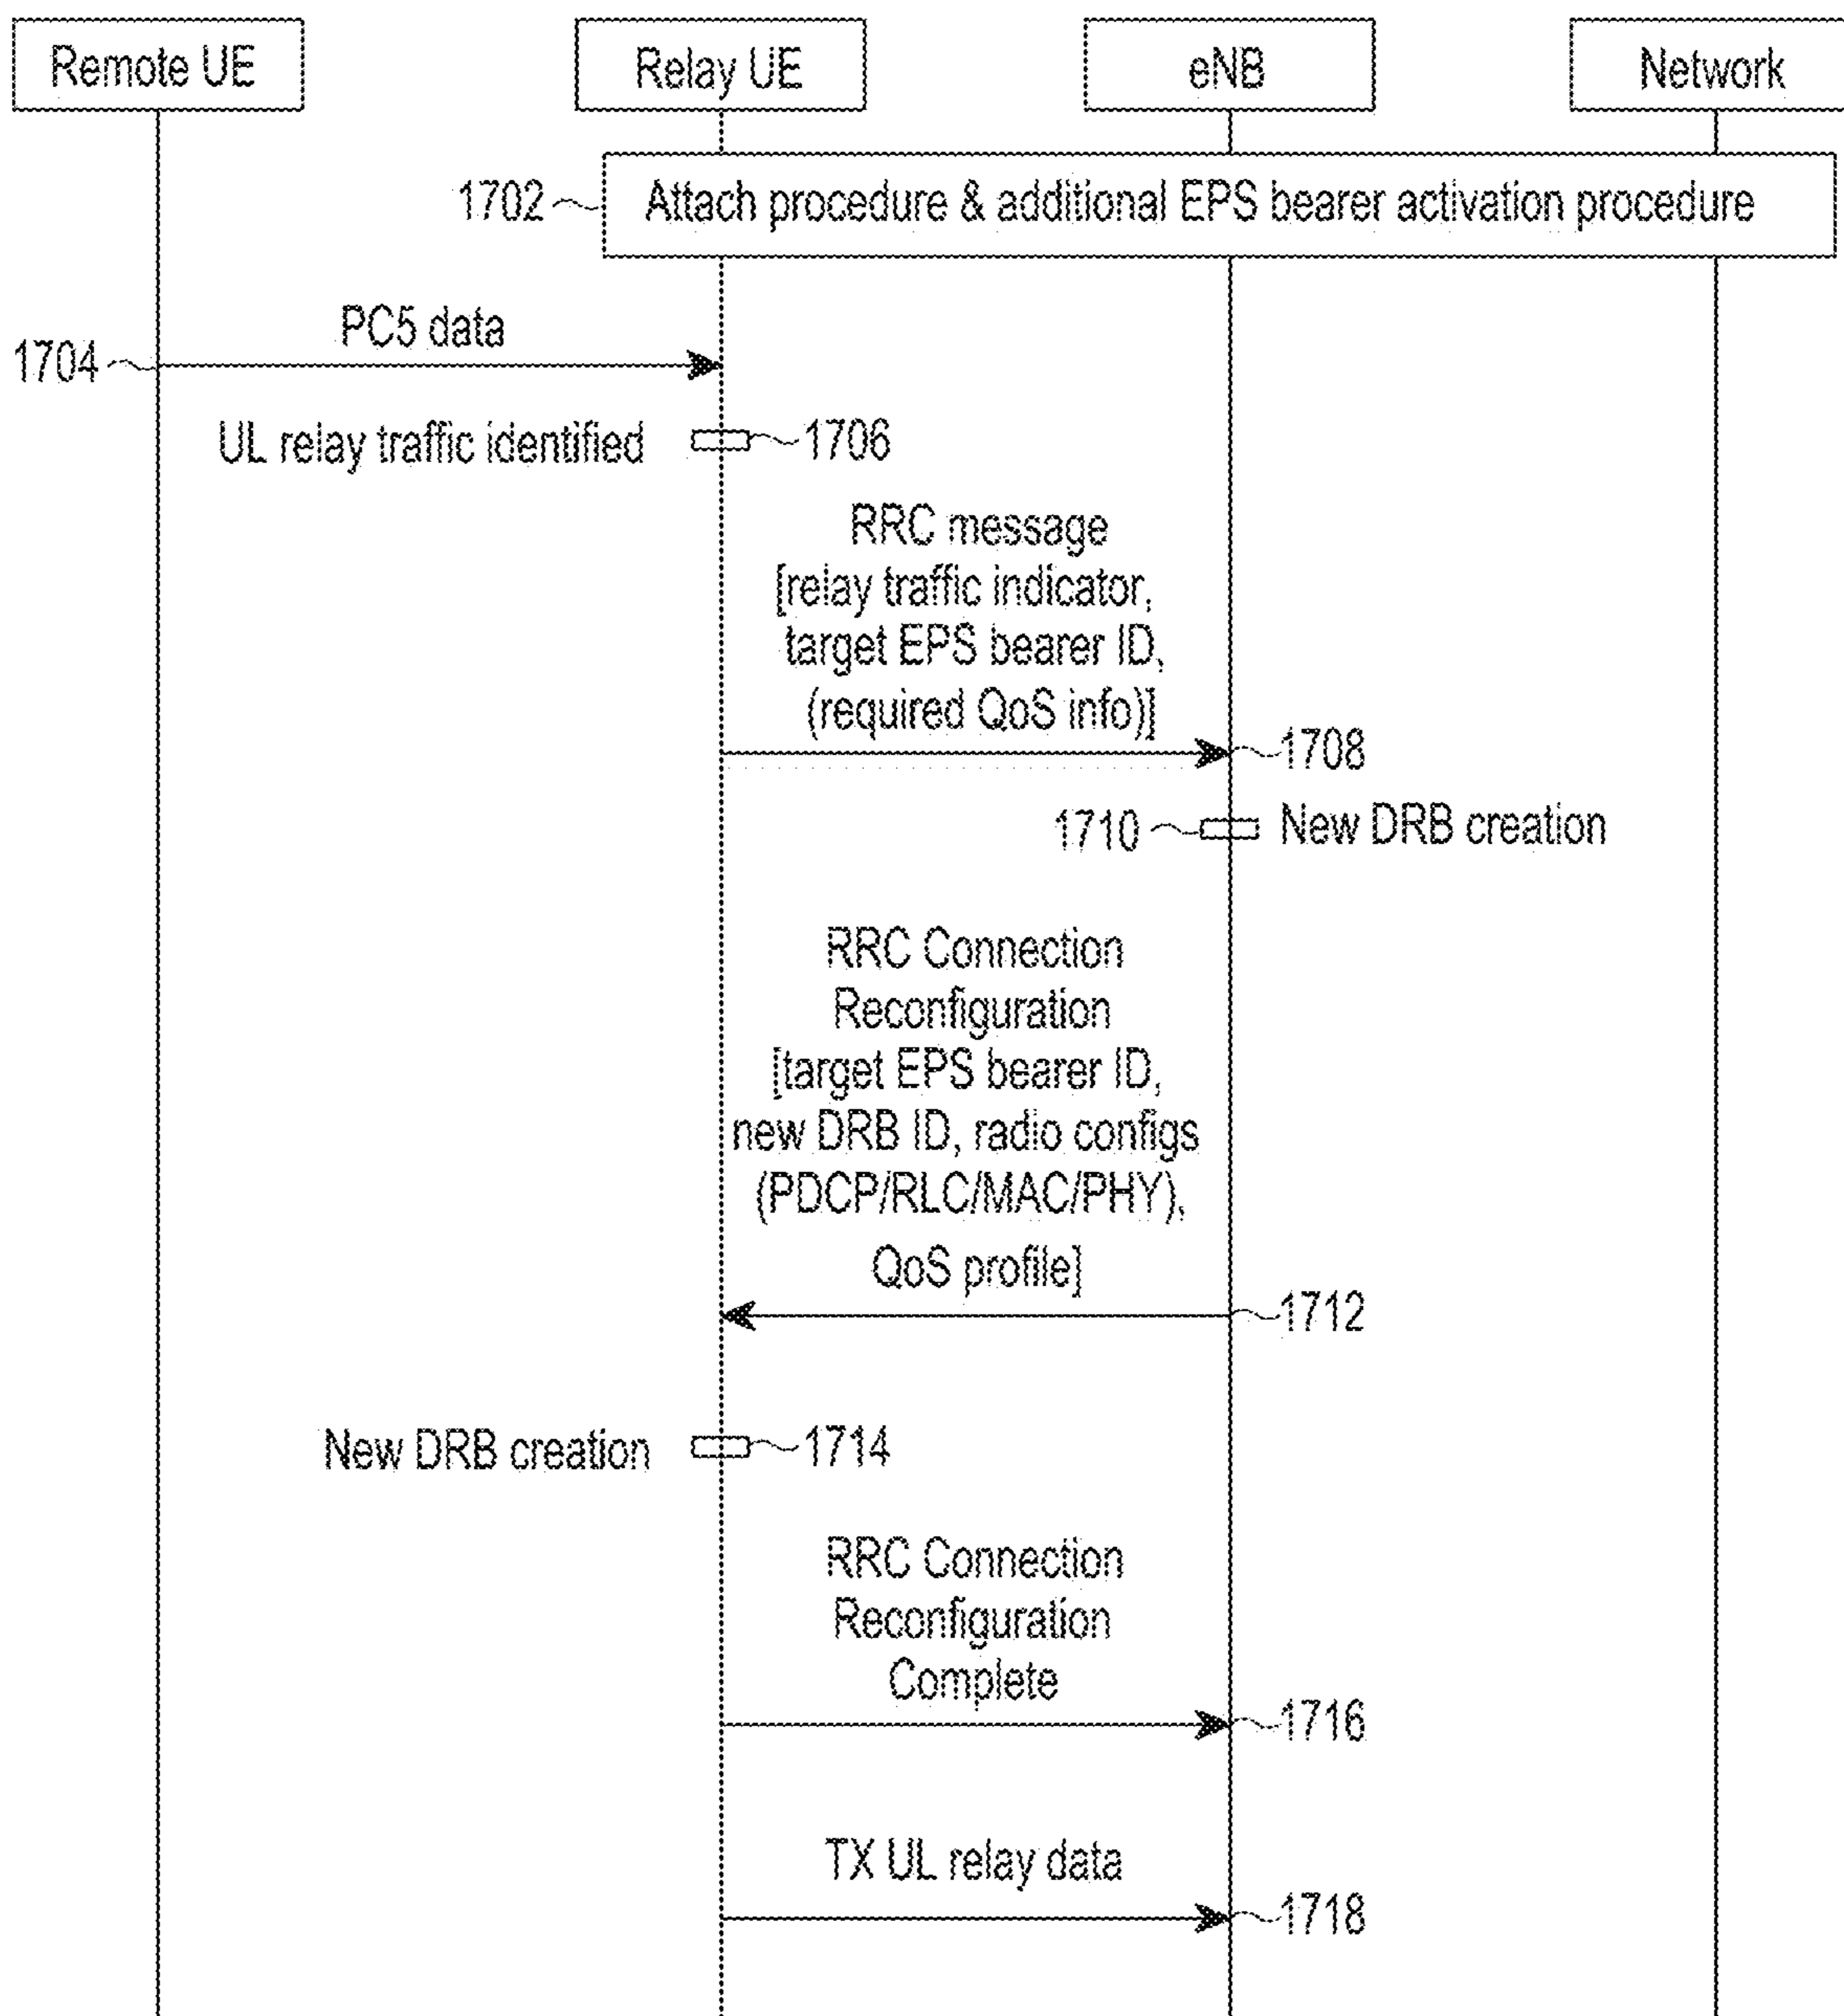 Remote UE
Relay UE
eNB
Network
1702
Attach procedure & additional EPS bearer activation procedure
PC5 data
1704
UL relay traffic identified
1706
RRC message
[relay traffic indicator,
target EPS bearer ID,
(required QoS info)]
1708
1710
New DRB creation
RRC Connection
Reconfiguration
[target EPS bearer ID,
new DRB ID, radio configs
(PDCP/RLC/MAC/PHY),
QoS profile]
1712
New DRB creation
1714
RRC Connection
Reconfiguration
Complete
1716
TX UL relay data
1718